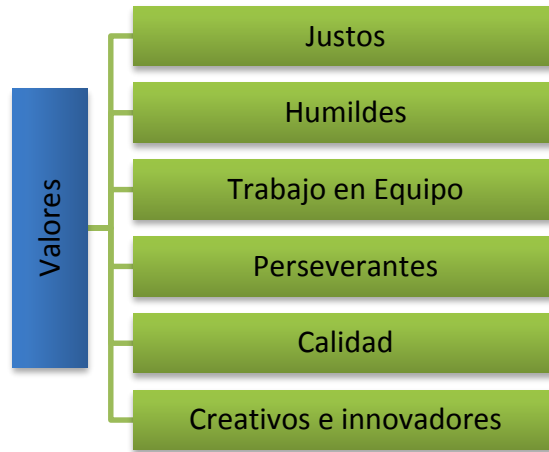 Valores
Justos
Humildes
Trabajo en Equipo
Perseverantes
Calidad
Creativos e innovadores